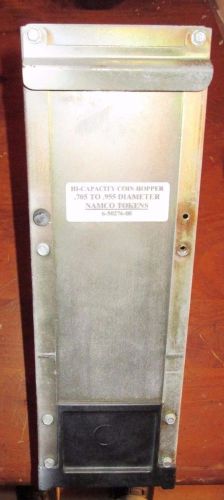 HI-CAPACITY COIN HOPPER
.705 TO .955 DIAMETER
NAMCO TOKENS
6-50276-00